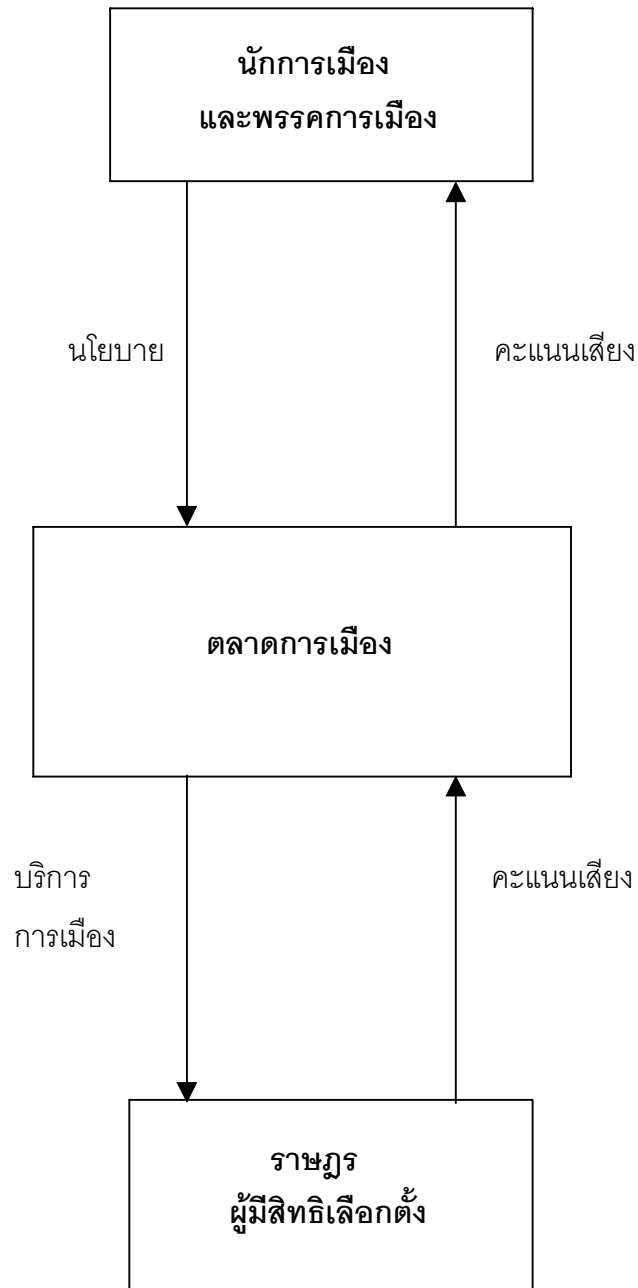 นักการเมือง
และพรรคการเมือง
นโยบาย
คะแนนเสียง
ตลาดการเมือง
บริการ
การเมือง
คะแนนเสียง
ราษฎร
ผู้มีสิทธิเลือกตั้ง